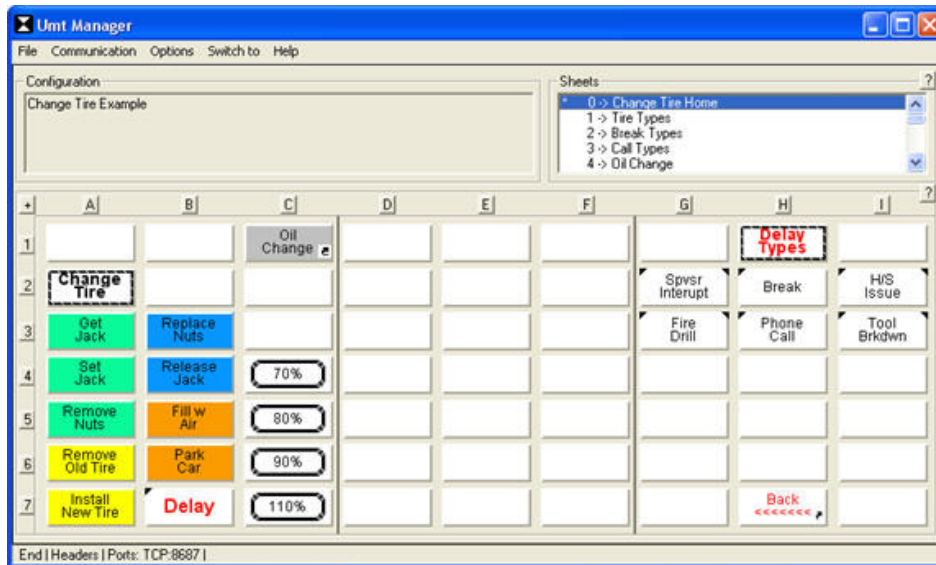 Umt Manager
File Communication Options Switch to Help
Configuration
Sheets
?
Change Tire Example
* 0 -> Change Tire Home
1 -> Tire Types
2 -> Break Types
3 -> Call Types
4 -> Oil Change
+ A B C D E F G H I ?
1
Oil
Change
Delay
Types
2
Change
Tire
Spvsr
Interupt
Break
H/S
Issue
3
Get
Jack
Replace
Nuts
Fire
Drill
Phone
Call
Tool
Brkdwn
4
Set
Jack
Release
Jack
70%
5
Remove
Nuts
Fill w
Air
80%
6
Remove
Old Tire
Park
Car
90%
7
Install
New Tire
Delay
110%
Back
<<<<<<<
End | Headers | Ports: TCP:8687 |